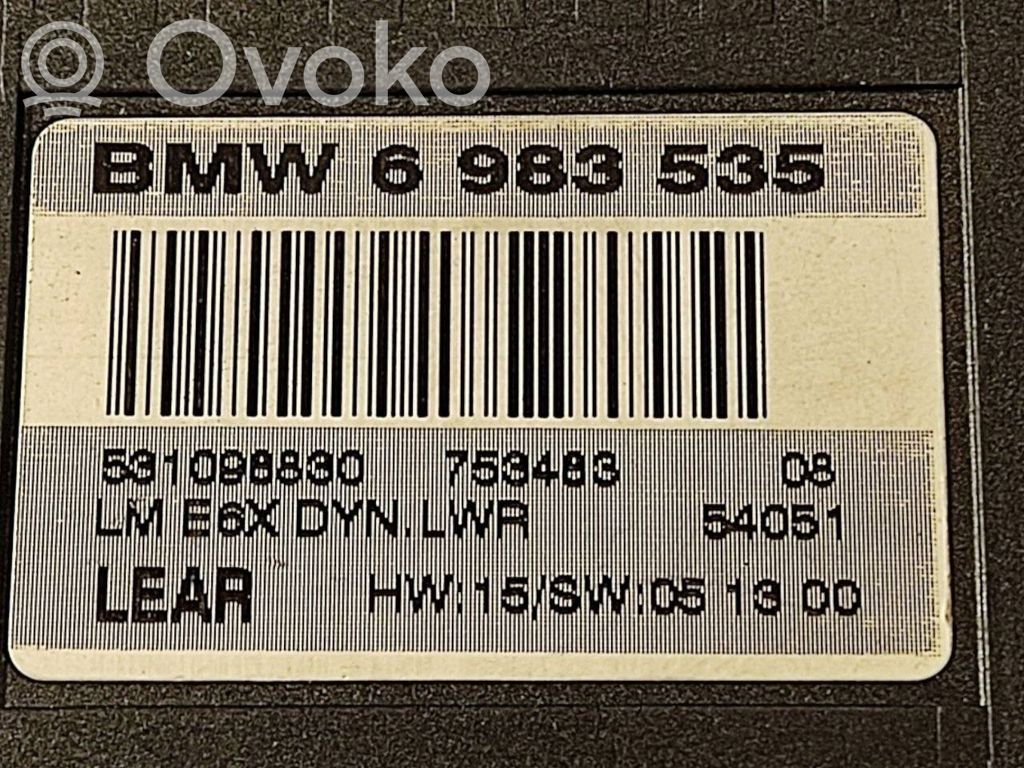 Ovoko
BMW 6 983 535
531098830 753483 08
LM E6X DYN.LWR 54051
LEAR HW:15/SW:05 13 00